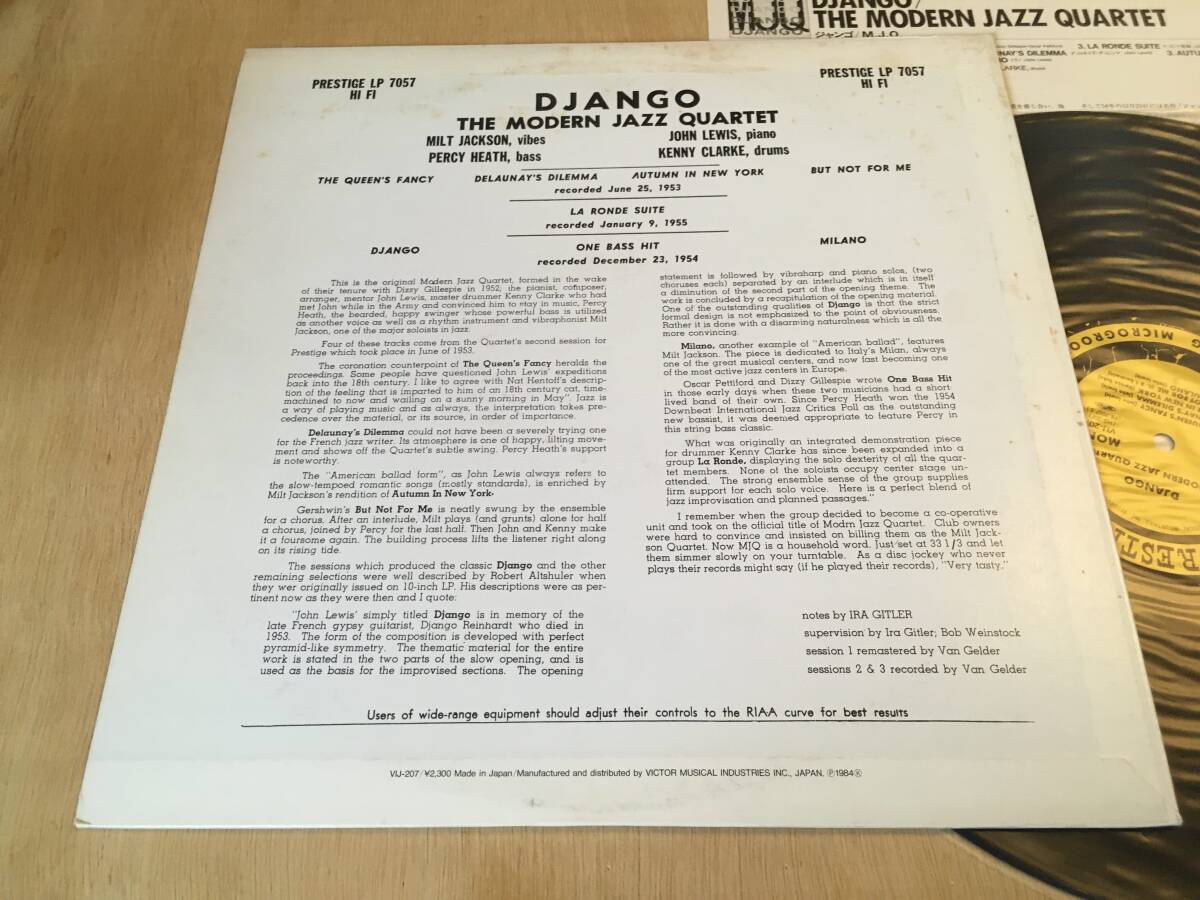 DJANGO/
THE MODERN JAZZ QUARTET
ジャンゴ/M.J.Q.
DJANGO
3. LA RONDE SUITE
PRESTIGE LP 7057
HI FI
PRESTIGE LP 7057
HI FI
DJANGO
THE MODERN JAZZ QUARTET
MILT JACKSON, vibes
JOHN LEWIS, piano
PERCY HEATH, bass
KENNY CLARKE, drums
THE QUEEN'S FANCY DELAUNAY'S DILEMMA AUTUMN IN NEW YORK BUT NOT FOR ME
recorded June 25, 1953
LA RONDE SUITE
recorded January 9, 1955
DJANGO ONE BASS HIT MILANO
recorded December 23, 1954
This is the original Modern Jazz Quartet, formed in the wake
of their tenure with Dizzy Gillespie in 1952; the pianist, composer,
arranger, mentor John Lewis, master drummer Kenny Clarke who had
met John while in the Army and convinced him to stay in music, Percy
Heath, the bearded, happy swinger whose powerful bass is utilized
as another voice as well as a rhythm instrument and vibraphonist Milt
Jackson, one of the major soloists in jazz.
Four of these tracks come from the Quartet's second session for
Prestige which took place in June of 1953.
The coronation counterpoint of The Queen's Fancy heralds the
proceedings. Some people have questioned John Lewis' expeditions
back into the 18th century. I like to agree with Nat Hentoff's descrip-
tion of the feeling that is imparted to him of an 18th century cat, time-
machined to now and wailing on a sunny morning in May". Jazz is
a way of playing music and as always, the interpretation takes pre-
cedence over the material, or its source, in order of importance.
Delaunay's Dilemma could not have been a severely trying one
for the French jazz writer. Its atmosphere is one of happy, lilting move-
ment and shows off the Quartet's subtle swing. Percy Heath's support
is noteworthy.
The "American ballad form", as John Lewis always refers to
the slow-tempoed romantic songs (mostly standards), is enriched by
Milt Jackson's rendition of Autumn In New York.
Gershwin's But Not For Me is neatly swung by the ensemble
for a chorus. After an interlude, Milt plays (and grunts) alone for half
a chorus, joined by Percy for the last half. Then John and Kenny make
it a foursome again. The building process lifts the listener right along
on its rising tide.
The sessions which produced the classic Django and the other
remaining selections were well described by Robert Altshuler when
they wer originally issued on 10-inch LP. His descriptions were as per-
tinent now as they were then and I quote:
"John Lewis' simply titled Django is in memory of the
late French gypsy guitarist, Django Reinhardt who died in
1953. The form of the composition is developed with perfect
pyramid-like symmetry. The thematic material for the entire
work is stated in the two parts of the slow opening, and is
used as the basis for the improvised sections. The opening
statement is followed by vibraharp and piano solos, (two
choruses each) separated by an interlude which is in itself
a diminution of the second part of the opening theme. The
work is concluded by a recapitulation of the opening material.
One of the outstanding qualities of Django is that the strict
formal design is not emphasized to the point of obviousness.
Rather it is done with a disarming naturalness which is all the
more convincing.
Milano, another example of "American ballad", features
Milt Jackson. The piece is dedicated to Italy's Milan, always
one of the great musical centers, and now fast becoming one
of the most active jazz centers in Europe.
Oscar Pettiford and Dizzy Gillespie wrote One Bass Hit
in those early days when these two musicians had a short
lived band of their own. Since Percy Heath won the 1954
Downbeat International Jazz Critics Poll as the outstanding
new bassist, it was deemed appropriate to feature Percy in
this string bass classic.
What was originally an integrated demonstration piece
for drummer Kenny Clarke has since been expanded into a
group La Ronde, displaying the solo dexterity of all the quar-
tet members. None of the soloists occupy center stage un-
attended. The strong ensemble sense of the group supplies
firm support for each solo voice. Here is a perfect blend of
jazz improvisation and planned passages."
I remember when the group decided to become a co-operative
unit and took on the official title of Modrn Jazz Quartet. Club owners
were hard to convince and insisted on billing them as the Milt Jack-
son Quartet. Now MJQ is a household word. Just set at 33 1/3 and let
them simmer slowly on your turntable. As a disc jockey who never
plays their records might say (if he played their records), "Very tasty."
notes by IRA GITLER
supervision by Ira Gitler; Bob Weinstock
session 1 remastered by Van Gelder
sessions 2 & 3 recorded by Van Gelder
Users of wide-range equipment should adjust their controls to the RIAA curve for best results
VIJ-207/¥2,300 Made in Japan/Manufactured and distributed by VICTOR MUSICAL INDUSTRIES INC., JAPAN, Ⓟ1984Ⓚ
MICROGROO
DJANGO
MODERN JAZZ QUART
REST